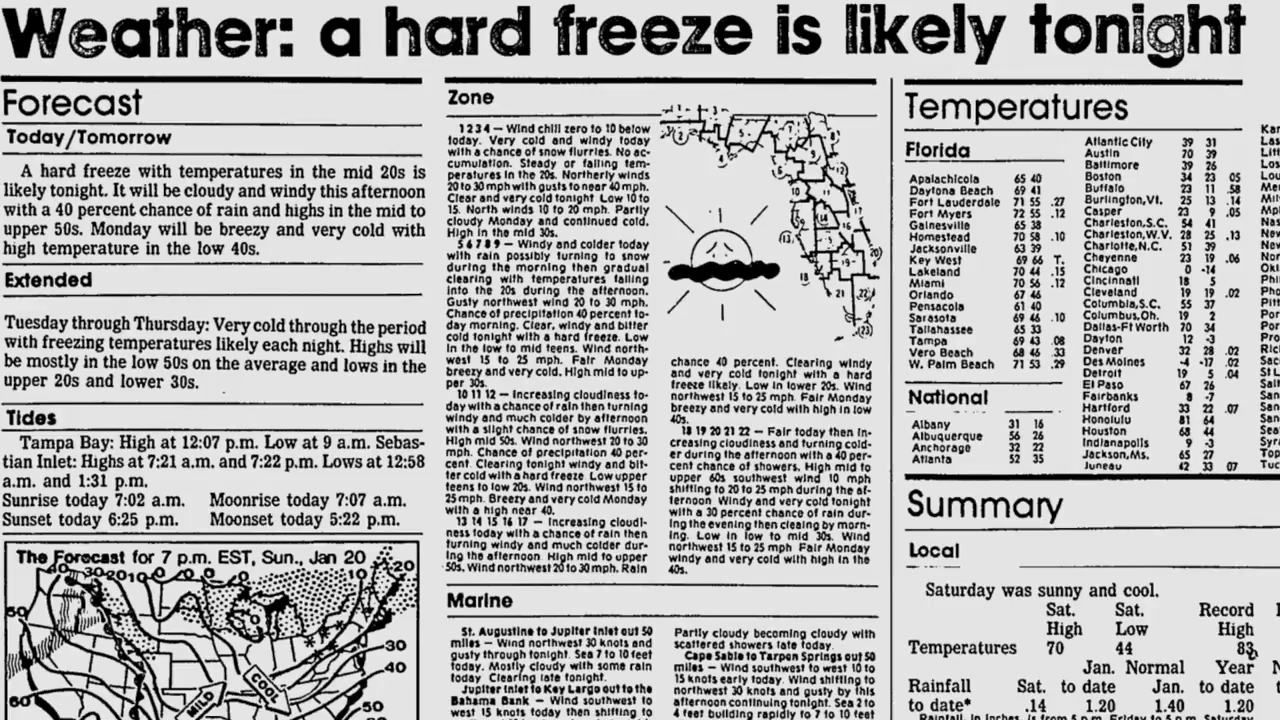 Weather: a hard freeze is likely tonight
Forecast
Today/Tomorrow
A hard freeze with temperatures in the mid 20s is
likely tonight. It will be cloudy and windy this afternoon
with a 40 percent chance of rain and highs in the mid to
upper 50s. Monday will be breezy and very cold with
high temperature in the low 40s.
Extended
Tuesday through Thursday: Very cold through the period
with freezing temperatures likely each night. Highs will
be mostly in the low 50s on the average and lows in the
upper 20s and lower 30s.
Tides
Tampa Bay: High at 12:07 p.m. Low at 9 a.m. Sebas-
tian Inlet: Highs at 7:21 a.m. and 7:22 p.m. Lows at 12:58
a.m. and 1:31 p.m.
Sunrise today 7:02 a.m. Moonrise today 7:07 a.m.
Sunset today 6:25 p.m. Moonset today 5:22 p.m.
The Forecast for 7 p.m. EST, Sun., Jan 20
MILD
COOL
Zone
1 2 3 4 — Wind chill zero to 10 below
today. Very cold and windy today
with a chance of snow flurries. No ac-
cumulation. Steady or falling tem-
peratures in the 20s. Northerly winds
20 to 30 mph with gusts to near 40 mph.
Clear and very cold tonight Low 10 to
15. North winds 10 to 20 mph. Partly
cloudy Monday and continued cold.
High in the mid 30s.
5 6 7 8 9 — Windy and colder today
with rain possibly turning to snow
during the morning then gradual
clearing with temperatures falling
into the 20s during the afternoon.
Gusty northwest wind 20 to 30 mph.
Chance of precipitation 40 percent to-
day morning. Clear, windy and bitter
cold tonight with a hard freeze. Low
in the low to mid teens. Wind north-
west 15 to 25 mph. Fair Monday
breezy and very cold. High mid to up-
per 30s.
10 11 12 — Increasing cloudiness to-
day with a chance of rain then turning
windy and much colder by afternoon
with a slight chance of snow flurries.
High mid 50s. Wind northwest 20 to 30
mph. Chance of precipitation 40 per-
cent. Clearing tonight windy and bit-
ter cold with a hard freeze. Low upper
teens to low 20s. Wind northwest 15 to
25 mph. Breezy and very cold Monday
with a high near 40.
13 14 15 16 17 — Increasing cloudi-
ness today with a chance of rain then
turning windy and much colder dur-
ing the afternoon High mid to upper
50s. Wind northwest 20 to 30 mph. Rain
chance 40 percent. Clearing windy
and very cold tonight with a hard
freeze likely. Low in lower 20s. Wind
northwest 15 to 25 mph. Fair Monday
breezy and very cold with high in low
40s.
18 19 20 21 22 — Fair today then in-
creasing cloudiness and turning cold-
er during the afternoon with a 40 per-
cent chance of showers. High mid to
upper 60s southwest wind 10 mph
shifting to 20 to 25 mph during the af-
ternoon Windy and very cold tonight
with a 30 percent chance of rain dur-
ing the evening then clearing by morn-
ing. Low in low to mid 30s. Wind
northwest 15 to 25 mph Fair Monday
windy and very cold with high in the
40s.
Marine
St. Augustine to Jupiter Inlet out 50
miles — Wind northwest 30 knots and
gusty through tonight. Sea 7 to 10 feet
today. Mostly cloudy with some rain
today. Clearing late tonight.
Jupiter Inlet to Key Largo out to the
Bahama Bank — Wind southwest to
west 15 knots today then shifting to
Partly cloudy becoming cloudy with
scattered showers late today.
Cape Sable to Tarpon Springs out 50
miles — Wind southwest to west 10 to
15 knots early today. Wind shifting to
northwest 30 knots and gusty by this
afternoon continuing tonight. Sea 2 to
4 feet building rapidly to 7 to 10 feet
Temperatures
Florida
Apalachicola 65 40
Daytona Beach 69 41
Fort Lauderdale 71 55 .27
Fort Myers 72 55 .12
Gainesville 65 38
Homestead 70 58 .10
Jacksonville 63 39
Key West 69 66 T.
Lakeland 70 44 .15
Miami 70 56 .12
Orlando 67 46
Pensacola 61 40
Sarasota 69 46 .10
Tallahassee 65 33
Tampa 69 43 .08
Vero Beach 68 46 .33
W. Palm Beach 71 53 .29
National
Albany 31 16
Albuquerque 56 26
Anchorage 32 22
Atlanta 52 35
Atlantic City 39 31
Austin 70 39
Baltimore 39 26
Boston 34 23 05
Buffalo 23 11 .58
Burlington,Vt. 25 13 .14
Casper 23 9 .05
Charleston,S.C. 54 41
Charleston,W.V. 28 25 .13
Charlotte,N.C. 51 39
Cheyenne 23 19 .06
Chicago 0 -14
Cincinnati 18 5
Cleveland 19 19 .02
Columbia,S.C. 55 37
Columbus,Oh. 19 2
Dallas-Ft Worth 70 34
Dayton 12 -3
Denver 32 28 .02
Des Moines -4 -17 .02
Detroit 19 5 .04
El Paso 67 26
Fairbanks 8 -7
Hartford 33 22 .07
Honolulu 81 64
Houston 68 44
Indianapolis 9 -3
Jackson,Ms. 65 27
Juneau 42 33 07
Summary
Local
Saturday was sunny and cool.
Sat. Sat. Record
High Low High
Temperatures 70 44 83
Jan. Normal Year
Rainfall Sat. to date Jan. to date
to date* .14 1.20 1.40 1.20